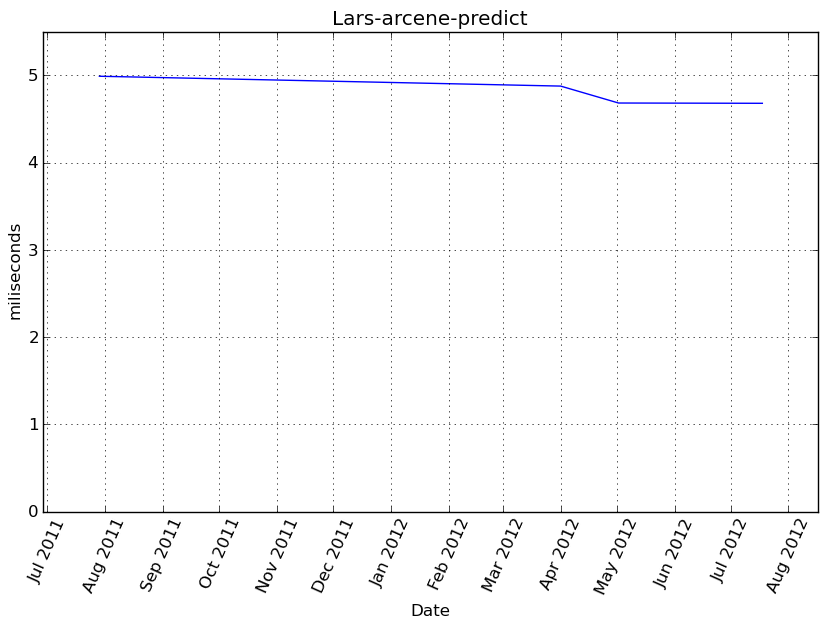 Lars-arcene-predict
5
4
3
2
1
0
miliseconds
Jul 2011
Aug 2011
Sep 2011
Oct 2011
Nov 2011
Dec 2011
Jan 2012
Feb 2012
Mar 2012
Apr 2012
May 2012
Jun 2012
Jul 2012
Aug 2012
Date